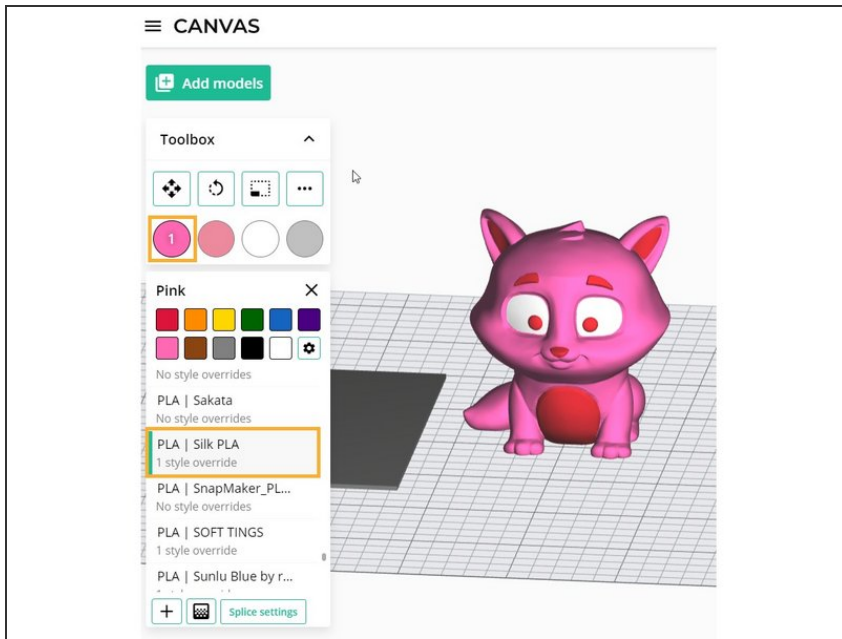 CANVAS
Add models
Toolbox
1
Pink
No style overrides
PLA | Sakata
No style overrides
PLA | Silk PLA
1 style override
PLA | SnapMaker_PL...
No style overrides
PLA | SOFT TINGS
1 style override
PLA | Sunlu Blue by r...
Splice settings